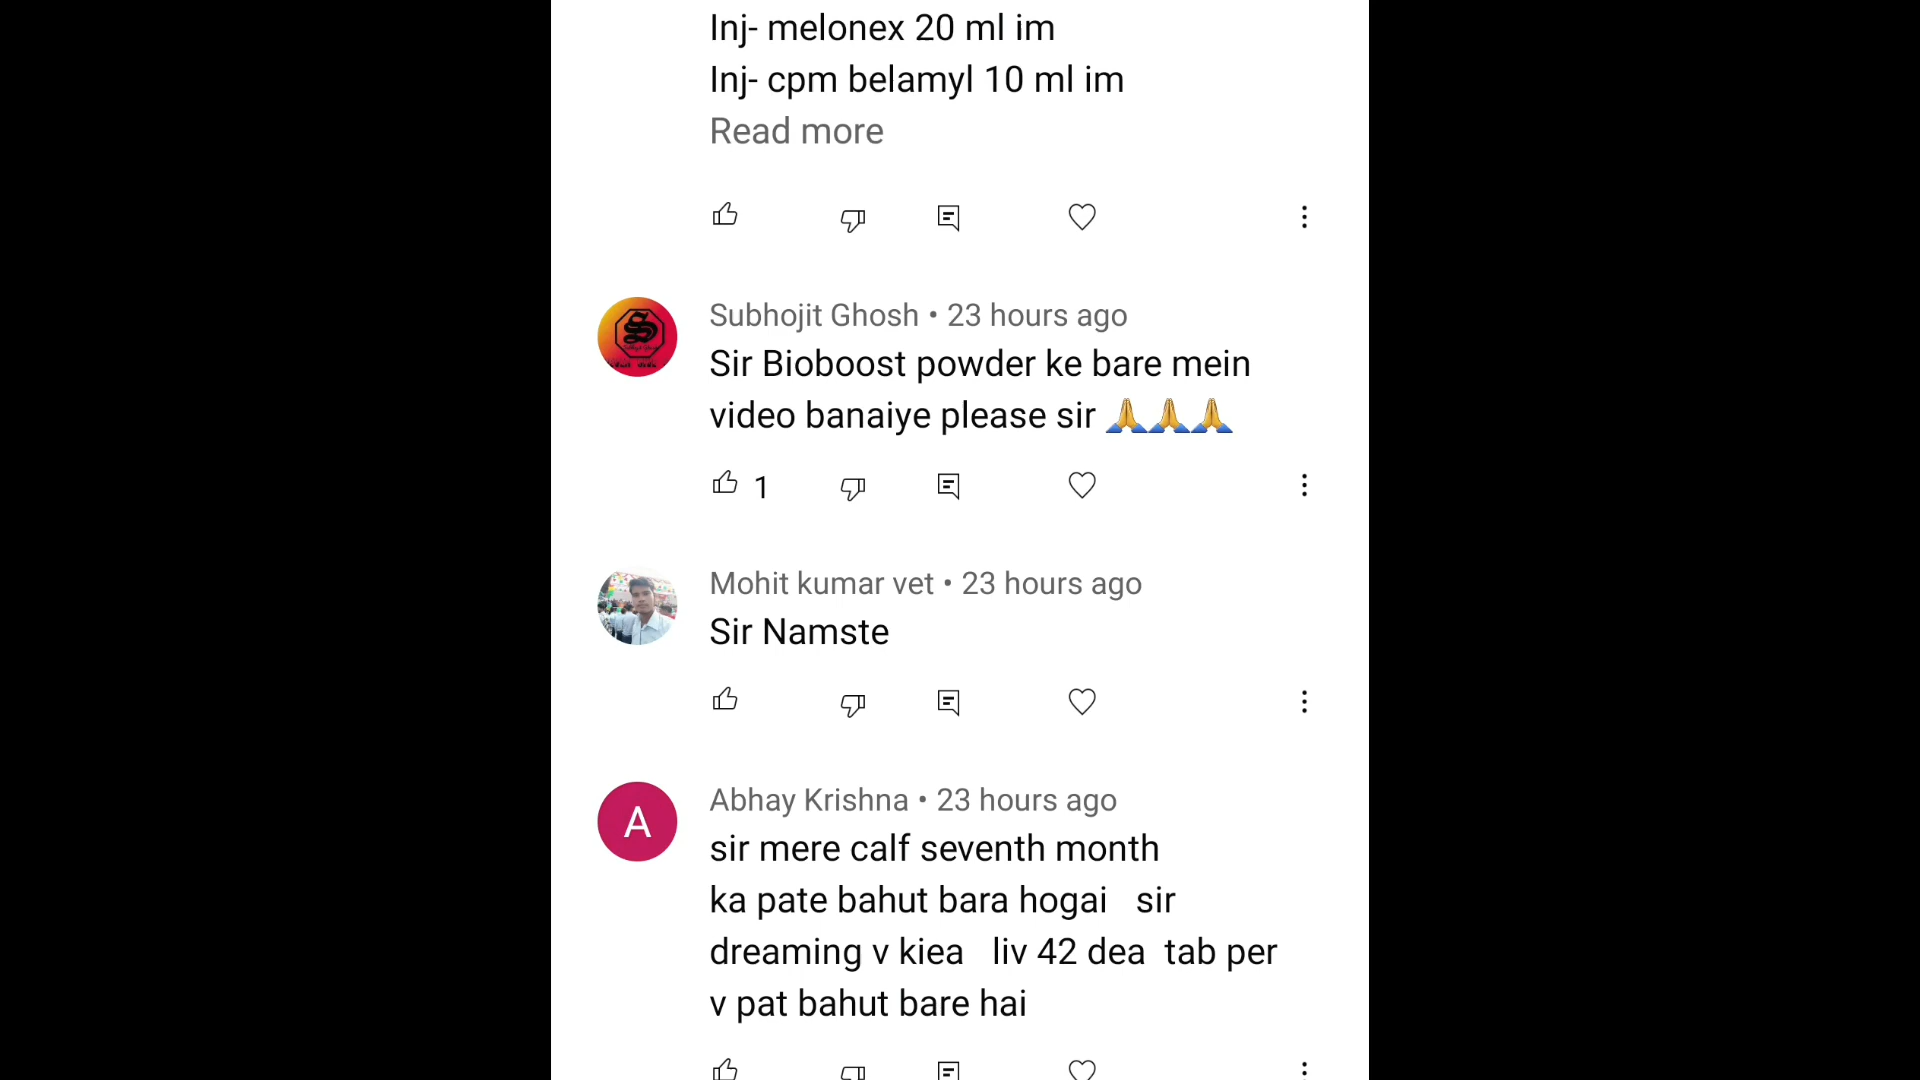 Inj- melonex 20 ml im
Inj- cpm belamyl 10 ml im
Read more
Subhojit Ghosh • 23 hours ago
Sir Bioboost powder ke bare mein
video banaiye please sir 🙏🙏🙏
1
Mohit kumar vet • 23 hours ago
Sir Namste
A
Abhay Krishna • 23 hours ago
sir mere calf seventh month
ka pate bahut bara hogai sir
dreaming v kiea liv 42 dea tab per
v pat bahut bare hai